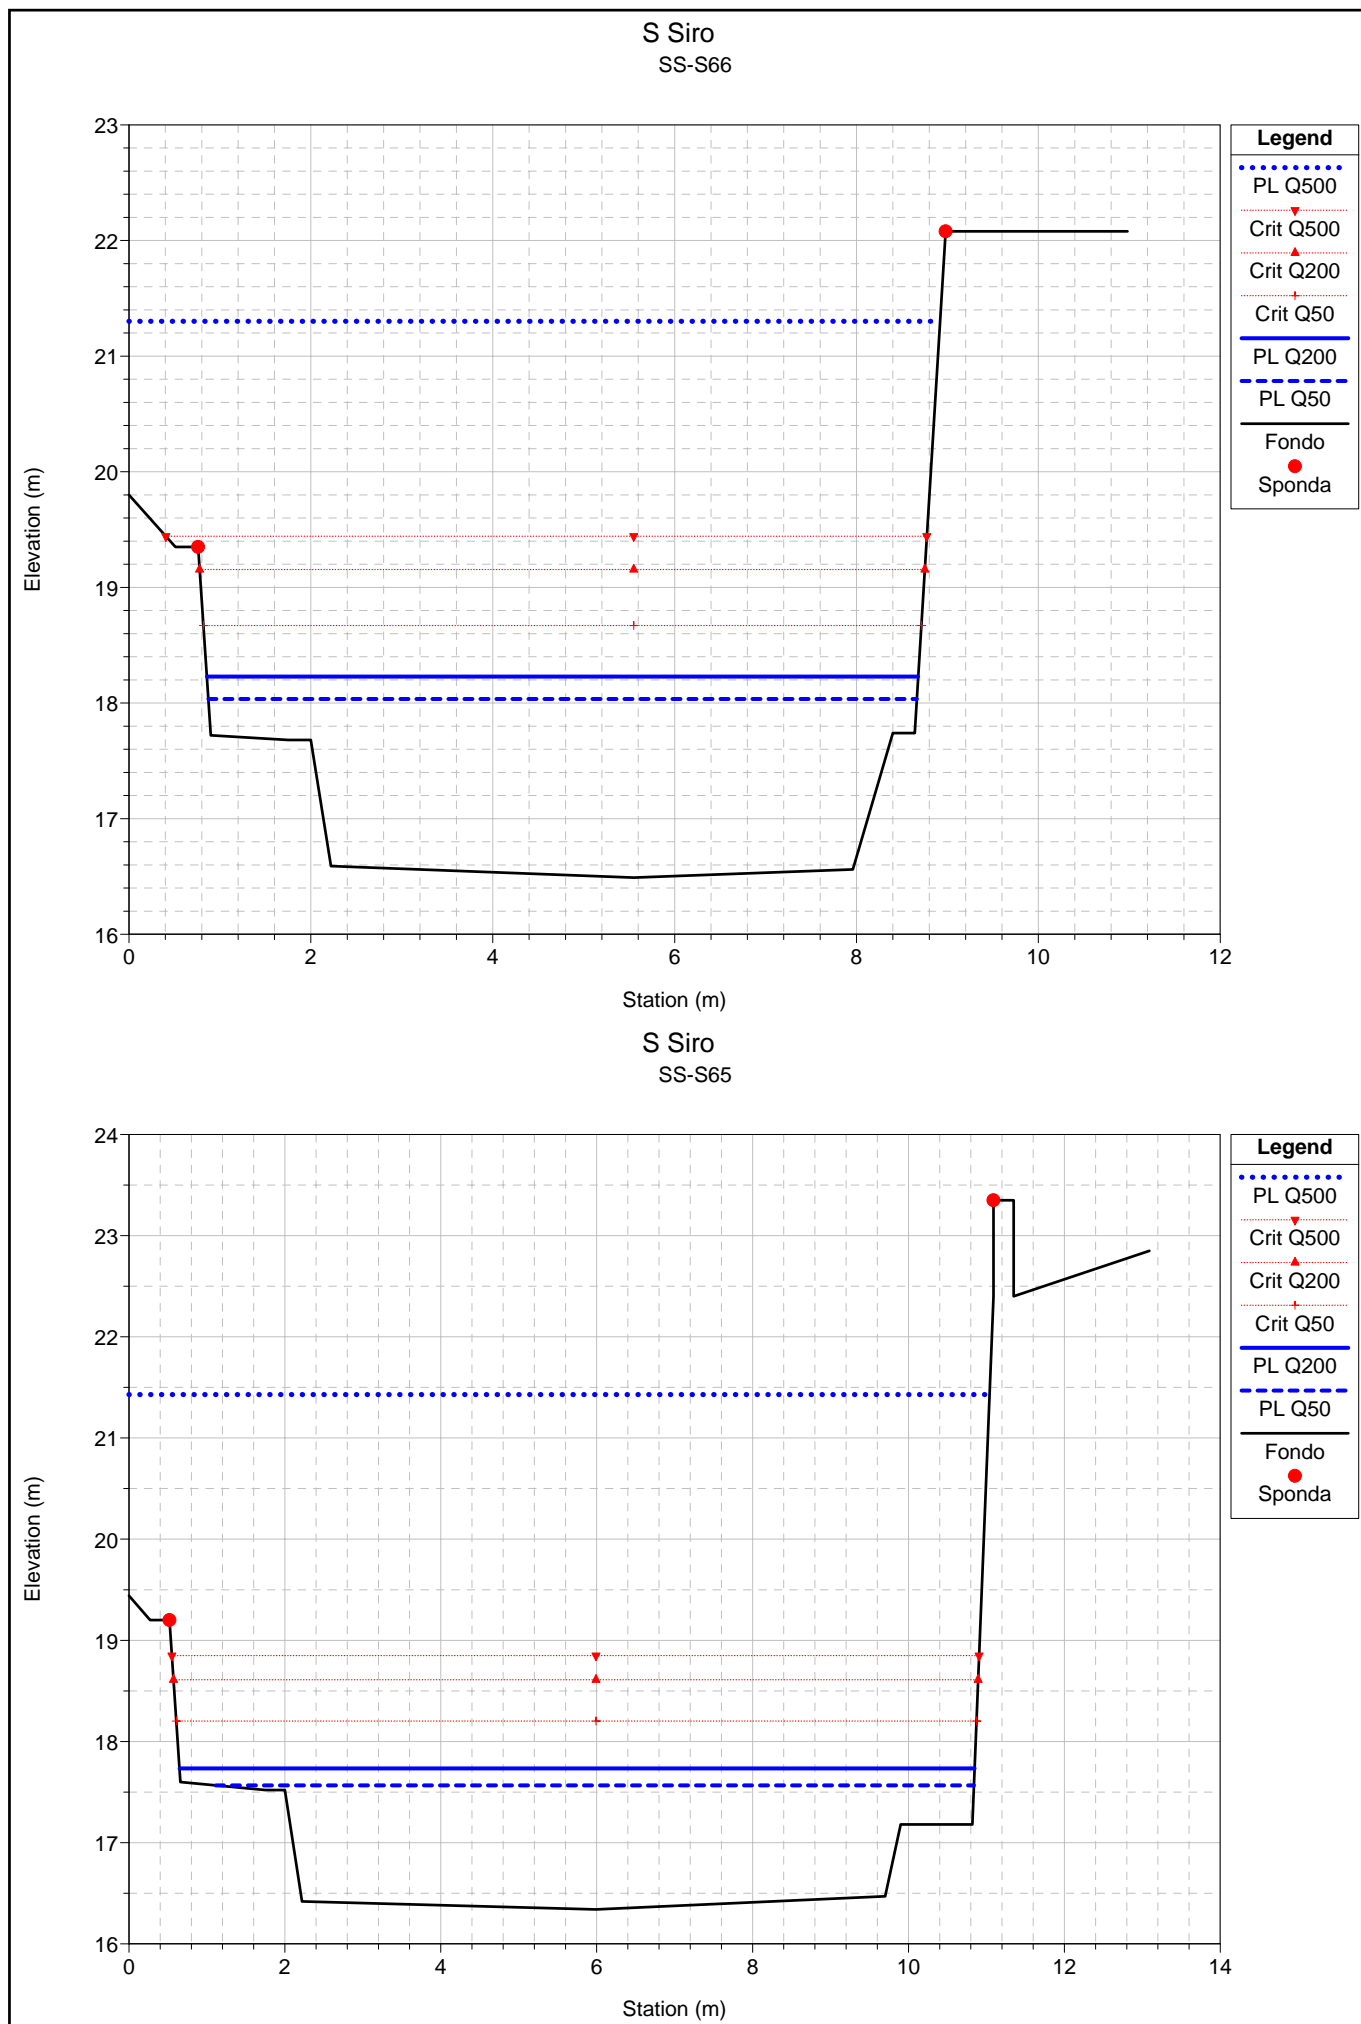 S Siro
SS-S66
23
22
21
20
19
18
17
16
0 2 4 6 8 10 12
Elevation (m)
Station (m)
Legend
PL Q500
Crit Q500
Crit Q200
Crit Q50
PL Q200
PL Q50
Fondo
Sponda
S Siro
SS-S65
24
23
22
21
20
19
18
17
16
0 2 4 6 8 10 12 14
Elevation (m)
Station (m)
Legend
PL Q500
Crit Q500
Crit Q200
Crit Q50
PL Q200
PL Q50
Fondo
Sponda